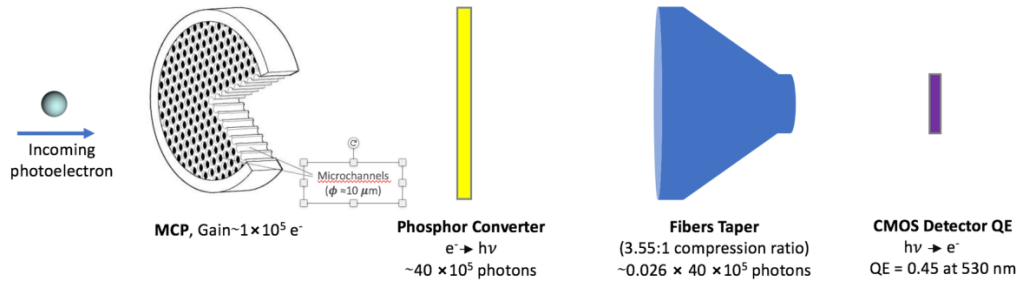 Incoming
photoelectron
Microchannels
(ϕ ≈10 μm)
MCP, Gain~1×10⁵ e⁻
Phosphor Converter
e⁻→ hν
~40 ×10⁵ photons
Fibers Taper
(3.55:1 compression ratio)
~0.026 × 40 ×10⁵ photons
CMOS Detector QE
hν → e⁻
QE = 0.45 at 530 nm